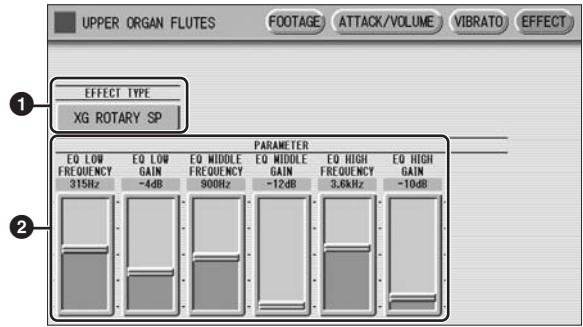 UPPER ORGAN FLUTES FOOTAGE ATTACK/VOLUME VIBRATO EFFECT
1
EFFECT TYPE
XG ROTARY SP
2
PARAMETER
EQ LOW FREQUENCY EQ LOW GAIN EQ MIDDLE FREQUENCY EQ MIDDLE GAIN EQ HIGH FREQUENCY EQ HIGH GAIN
315Hz -4dB 900Hz -12dB 3.6kHz -10dB